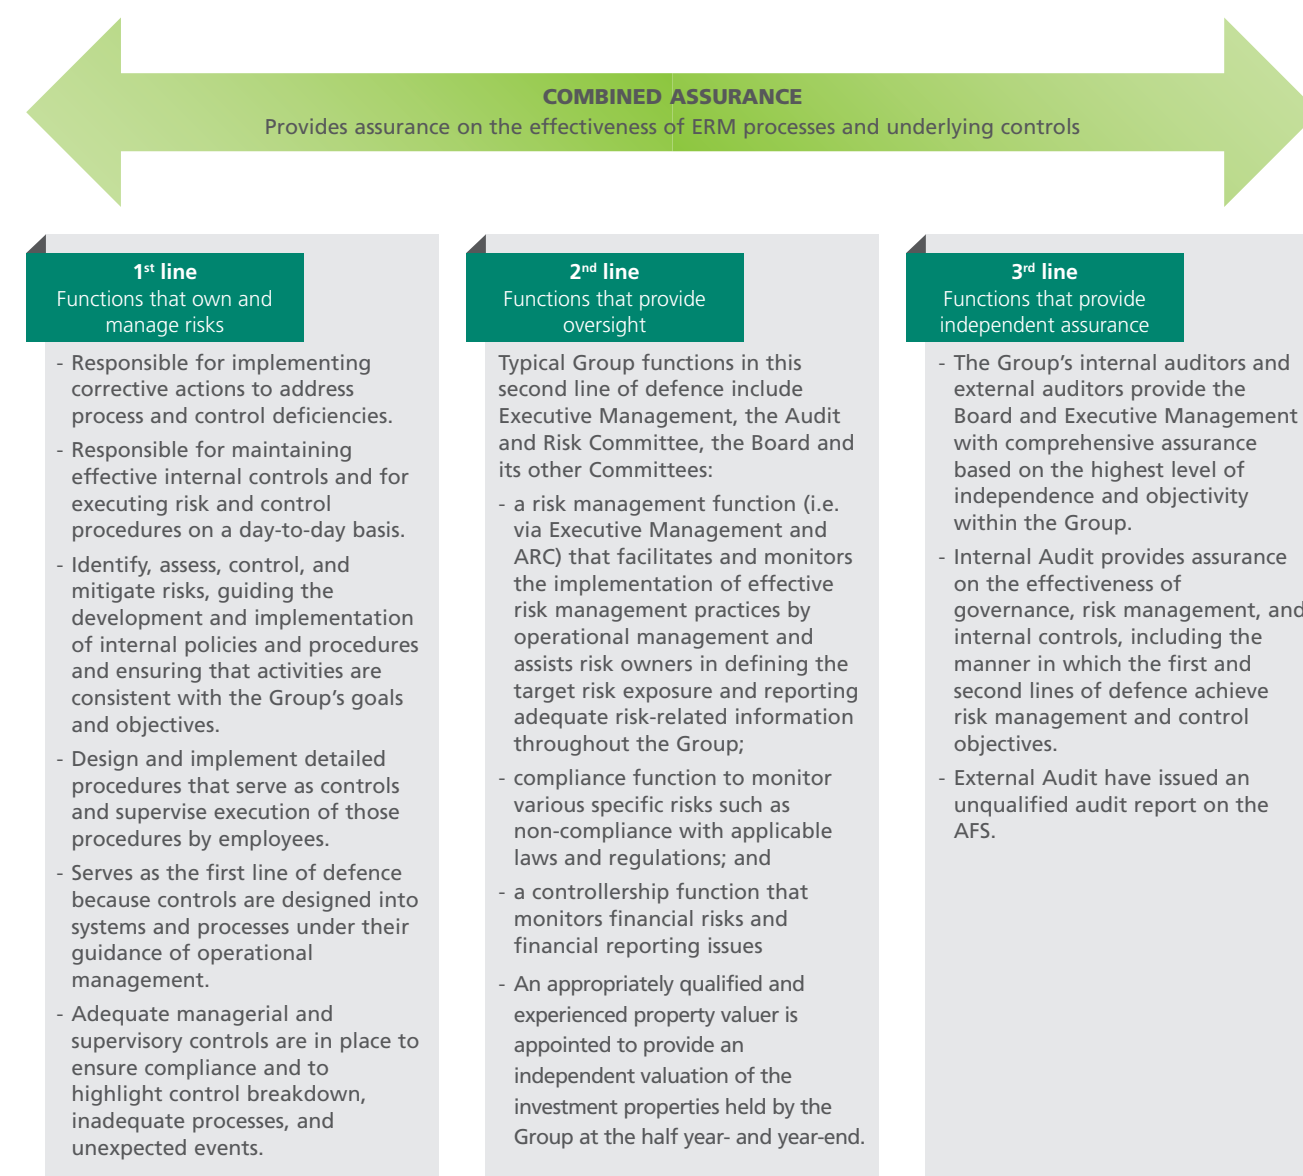 COMBINED ASSURANCE
Provides assurance on the effectiveness of ERM processes and underlying controls
1st line
Functions that own and
manage risks
- Responsible for implementing
corrective actions to address
process and control deficiencies.
- Responsible for maintaining
effective internal controls and for
executing risk and control
procedures on a day-to-day basis.
- Identify, assess, control, and
mitigate risks, guiding the
development and implementation
of internal policies and procedures
and ensuring that activities are
consistent with the Group's goals
and objectives.
- Design and implement detailed
procedures that serve as controls
and supervise execution of those
procedures by employees.
- Serves as the first line of defence
because controls are designed into
systems and processes under their
guidance of operational
management.
- Adequate managerial and
supervisory controls are in place to
ensure compliance and to
highlight control breakdown,
inadequate processes, and
unexpected events.
2nd line
Functions that provide
oversight
Typical Group functions in this
second line of defence include
Executive Management, the Audit
and Risk Committee, the Board and
its other Committees:
- a risk management function (i.e.
via Executive Management and
ARC) that facilitates and monitors
the implementation of effective
risk management practices by
operational management and
assists risk owners in defining the
target risk exposure and reporting
adequate risk-related information
throughout the Group;
- compliance function to monitor
various specific risks such as
non-compliance with applicable
laws and regulations; and
- a controllership function that
monitors financial risks and
financial reporting issues
- An appropriately qualified and
experienced property valuer is
appointed to provide an
independent valuation of the
investment properties held by the
Group at the half year- and year-end.
3rd line
Functions that provide
independent assurance
- The Group's internal auditors and
external auditors provide the
Board and Executive Management
with comprehensive assurance
based on the highest level of
independence and objectivity
within the Group.
- Internal Audit provides assurance
on the effectiveness of
governance, risk management, and
internal controls, including the
manner in which the first and
second lines of defence achieve
risk management and control
objectives.
- External Audit have issued an
unqualified audit report on the
AFS.